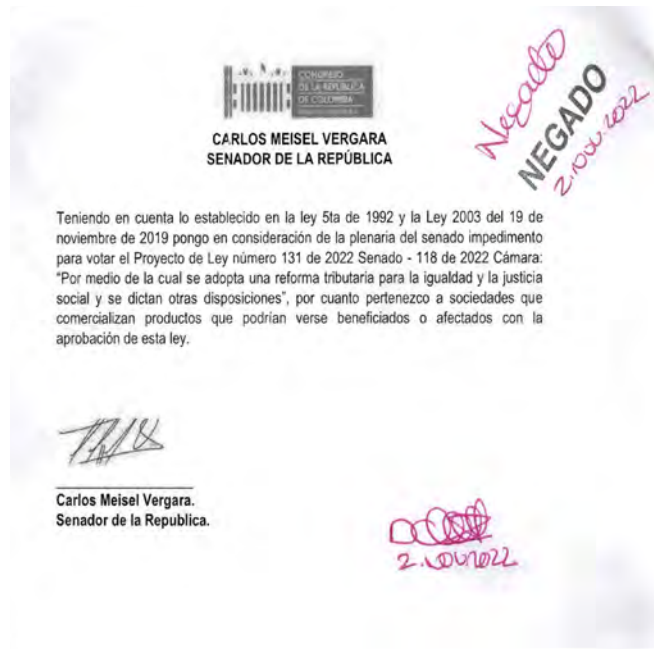 CONGRESO
DE LA REPÚBLICA
DE COLOMBIA
CARLOS MEISEL VERGARA
SENADOR DE LA REPÚBLICA
Negado
NEGADO
2.NOV.2022
Teniendo en cuenta lo establecido en la ley 5ta de 1992 y la Ley 2003 del 19 de
noviembre de 2019 pongo en consideración de la plenaria del senado impedimento
para votar el Proyecto de Ley número 131 de 2022 Senado - 118 de 2022 Cámara:
“Por medio de la cual se adopta una reforma tributaria para la igualdad y la justicia
social y se dictan otras disposiciones”, por cuanto pertenezco a sociedades que
comercializan productos que podrían verse beneficiados o afectados con la
aprobación de esta ley.
Carlos Meisel Vergara.
Senador de la Republica.
2.NOV.2022